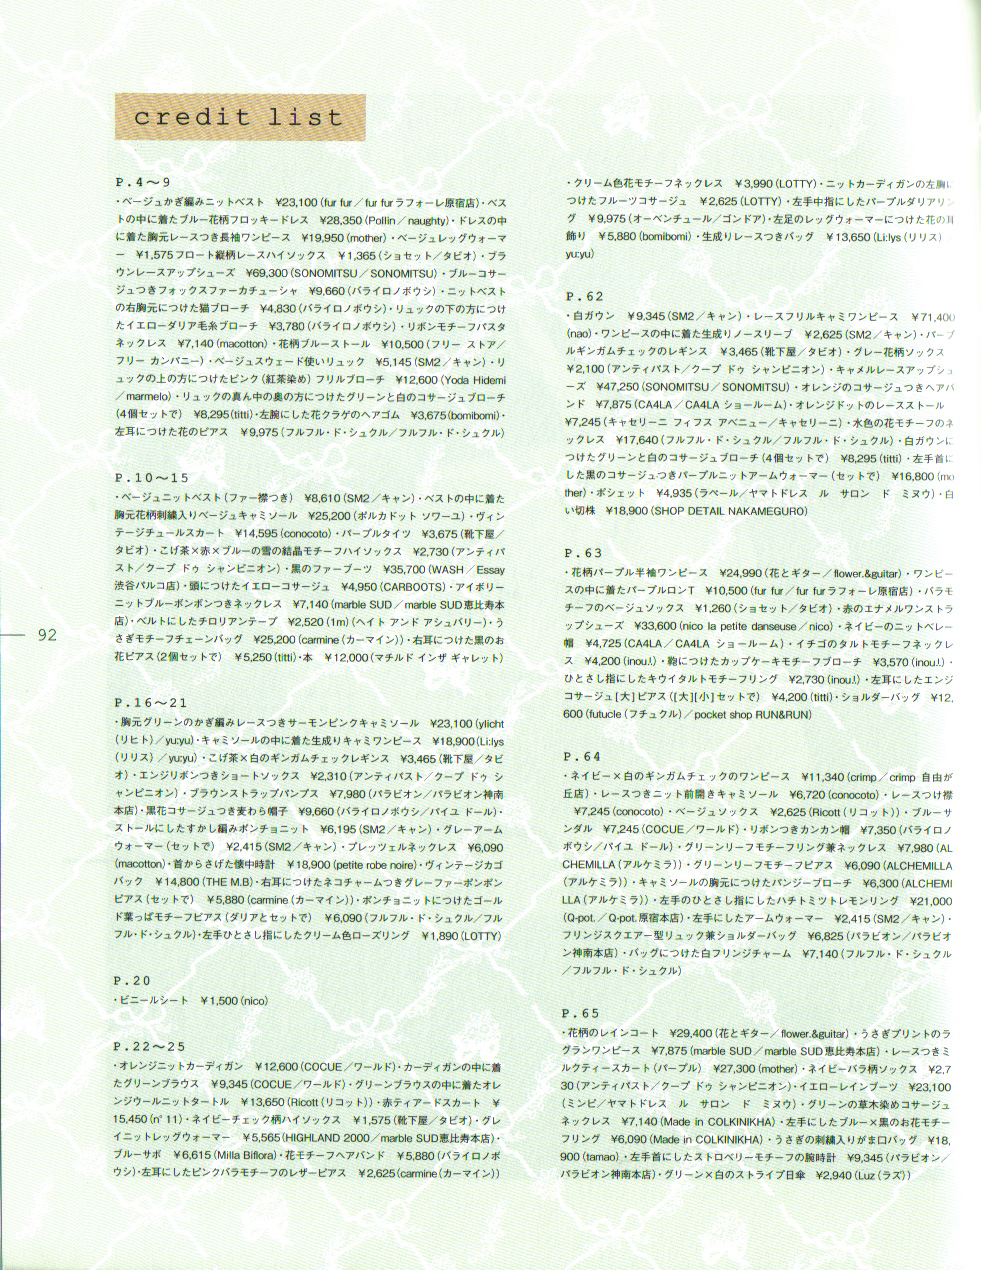 credit list
P.4〜9
・ベージュかぎ編みニットベスト　¥23,100(fur fur／fur furラフォーレ原宿店)・ベス
トの中に着たブルー花柄フロッキードレス　¥28,350(Pollin／naughty)・ドレスの中
に着た胸元レースつき長袖ワンピース　¥19,950(mother)・ベージュレッグウォーマ
ー　¥1,575フロート縦柄レースハイソックス　¥1,365(ショセット／タビオ)・ブラ
ウンレースアップシューズ　¥69,300(SONOMITSU／SONOMITSU)・ブルーコサー
ジュつきフォックスファーカチューシャ　¥9,660(バライロノボウシ)・ニットベスト
の右胸元につけた猫ブローチ　¥4,830(バライロノボウシ)・リュックの下の方につけ
たイエローダリア毛糸ブローチ　¥3,780(バライロノボウシ)・リボンモチーフパスタ
ネックレス　¥7,140(macotton)・花柄ブルーストール　¥10,500(フリー ストア／
フリー カンパニー)・ベージュスウェード使いリュック　¥5,145(SM2／キャン)・リ
ュックの上の方につけたピンク(紅茶染め)フリルブローチ　¥12,600(Yoda Hidemi
／marmelo)・リュックの真ん中の奥の方につけたグリーンと白のコサージュブローチ
(4個セットで)　¥8,295(titti)・左腕にした花クラゲのヘアゴム　¥3,675(bomibomi)・
左耳につけた花のピアス　¥9,975(フルフル・ド・シュクル／フルフル・ド・シュクル)
P.10〜15
・ベージュニットベスト(ファー襟つき)　¥8,610(SM2／キャン)・ベストの中に着た
胸元花柄刺繍入りベージュキャミソール　¥25,200(ポルカドット ソワーユ)・ヴィン
テージチュールスカート　¥14,595(conocoto)・パープルタイツ　¥3,675(靴下屋／
タビオ)・こげ茶×赤×ブルーの雪の結晶モチーフハイソックス　¥2,730(アンティパ
スト／クープ ドゥ シャンピニオン)・黒のファーブーツ　¥35,700(WASH／Essay
渋谷パルコ店)・頭につけたイエローコサージュ　¥4,950(CARBOOTS)・アイボリー
ニットブルーボンボンつきネックレス　¥7,140(marble SUD／marble SUD恵比寿本
店)・ベルトにしたチロリアンテープ　¥2,520(1m)(ヘイト アンド アシュバリー)・う
さぎモチーフチェーンバッグ　¥25,200(carmine(カーマイン))・右耳につけた黒のお
花ピアス(2個セットで)　¥5,250(titti)・本　¥12,000(マチルド インザ ギャレット)
P.16〜21
・胸元グリーンのかぎ編みレースつきサーモンピンクキャミソール　¥23,100(ylicht
(リヒト)／yu;yu)・キャミソールの中に着た生成りキャミワンピース　¥18,900(Li:lys
(リリス)／yu;yu)・こげ茶×白のギンガムチェックレギンス　¥3,465(靴下屋／タビ
オ)・エンジリボンつきショートソックス　¥2,310(アンティパスト／クープ ドゥ シ
ャンピニオン)・ブラウンストラップパンプス　¥7,980(パラビオン／パラビオン神南
本店)・黒花コサージュつき麦わら帽子　¥9,660(バライロノボウシ／バイユ ドール)・
ストールにしたすかし編みポンチョニット　¥6,195(SM2／キャン)・グレーアーム
ウォーマー(セットで)　¥2,415(SM2／キャン)・プレッツェルネックレス　¥6,090
(macotton)・首からさげた懐中時計　¥18,900(petite robe noire)・ヴィンテージカゴ
バック　¥14,800(THE M.B)・右耳につけたネコチャームつきグレーファーボンボン
ピアス(セットで)　¥5,880(carmine(カーマイン))・ポンチョニットにつけたゴール
ド葉っぱモチーフピアス(ダリアとセットで)　¥6,090(フルフル・ド・シュクル／フル
フル・ド・シュクル)・左手ひとさし指にしたクリーム色ローズリング　¥1,890(LOTTY)
P.20
・ビニールシート　¥1,500(nico)
P.22〜25
・オレンジニットカーディガン　¥12,600(COCUE／ワールド)・カーディガンの中に着
たグリーンブラウス　¥9,345(COCUE／ワールド)・グリーンブラウスの中に着たオレ
ンジウールニットタートル　¥13,650(Ricott(リコット))・赤ティアードスカート　¥
15,450(n° 11)・ネイビーチェック柄ハイソックス　¥1,575(靴下屋／タビオ)・グレ
イニットレッグウォーマー　¥5,565(HIGHLAND 2000／marble SUD恵比寿本店)・
ブルーサボ　¥6,615(Milla Biflora)・花モチーフヘアバンド　¥5,880(バライロノボ
ウシ)・左耳にしたピンクバラモチーフのレザーピアス　¥2,625(carmine(カーマイン))
92
・クリーム色花モチーフネックレス　¥3,990(LOTTY)・ニットカーディガンの左胸に
つけたフルーツコサージュ　¥2,625(LOTTY)・左手中指にしたパープルダリアリン
グ　¥9,975(オーベンチュール／ゴンドア)・左足のレッグウォーマーにつけた花の耳
飾り　¥5,880(bomibomi)・生成りレースつきバッグ　¥13,650(Li:lys(リリス)
yu;yu)
P.62
・白ガウン　¥9,345(SM2／キャン)・レースフリルキャミワンピース　¥71,400
(nao)・ワンピースの中に着た生成りノースリーブ　¥2,625(SM2／キャン)・パープ
ルギンガムチェックのレギンス　¥3,465(靴下屋／タビオ)・グレー花柄ソックス
¥2,100(アンティパスト／クープ ドゥ シャンピニオン)・キャメルレースアップシュ
ーズ　¥47,250(SONOMITSU／SONOMITSU)・オレンジのコサージュつきヘアバ
ンド　¥7,875(CA4LA／CA4LA ショールーム)・オレンジドットのレースストール
¥7,245(キャセリーニ フィフス アベニュー／キャセリーニ)・水色の花モチーフのネ
ックレス　¥17,640(フルフル・ド・シュクル／フルフル・ド・シュクル)・白ガウンに
つけたグリーンと白のコサージュブローチ(4個セットで)　¥8,295(titti)・左手首に
した黒のコサージュつきパープルニットアームウォーマー(セットで)　¥16,800(mo
ther)・ポシェット　¥4,935(ラペール／ヤマトドレス　ル　サロン　ド　ミヌウ)・白
い切株　¥18,900(SHOP DETAIL NAKAMEGURO)
P.63
・花柄パープル半袖ワンピース　¥24,990(花とギター／flower.&guitar)・ワンピー
スの中に着たパープルロンT　¥10,500(fur fur／fur furラフォーレ原宿店)・バラモ
チーフのベージュソックス　¥1,260(ショセット／タビオ)・赤のエナメルワンストラ
ップシューズ　¥33,600(nico la petite danseuse／nico)・ネイビーのニットベレー
帽　¥4,725(CA4LA／CA4LA ショールーム)・イチゴのタルトモチーフネックレ
ス　¥4,200(inou.!)・鞄につけたカップケーキモチーフブローチ　¥3,570(inou.!)・
ひとさし指にしたキウイタルトモチーフリング　¥2,730(inou.!)・左耳にしたエンジ
コサージュ[大]ピアス([大][小]セットで)　¥4,200(titti)・ショルダーバッグ　¥12,
600(futucle(フチュクル)／pocket shop RUN&RUN)
P.64
・ネイビー×白のギンガムチェックのワンピース　¥11,340(crimp／crimp 自由が
丘店)・レースつきニット前開きキャミソール　¥6,720(conocoto)・レースつけ襟
¥7,245(conocoto)・ベージュソックス　¥2,625(Ricott(リコット))・ブルーサ
ンダル　¥7,245(COCUE／ワールド)・リボンつきカンカン帽　¥7,350(バライロノ
ボウシ／バイユ ドール)・グリーンリーフモチーフリング兼ネックレス　¥7,980(AL
CHEMILLA(アルケミラ))・グリーンリーフモチーフピアス　¥6,090(ALCHEMILLA
(アルケミラ))・キャミソールの胸元につけたパンジーブローチ　¥6,300(ALCHEMI
LLA(アルケミラ))・左手のひとさし指にしたハチトミツトレモンリング　¥21,000
(Q-pot.／Q-pot.原宿本店)・左手にしたアームウォーマー　¥2,415(SM2／キャン)・
フリンジスクエアー型リュック兼ショルダーバッグ　¥6,825(パラビオン／パラビオ
ン神南本店)・バッグにつけた白フリンジチャーム　¥7,140(フルフル・ド・シュクル
／フルフル・ド・シュクル)
P.65
・花柄のレインコート　¥29,400(花とギター／flower.&guitar)・うさぎプリントのラ
グランワンピース　¥7,875(marble SUD／marble SUD恵比寿本店)・レースつきミ
ルクティースカート(パープル)　¥27,300(mother)・ネイビーバラ柄ソックス　¥2,7
30(アンティパスト／クープ ドゥ シャンピニオン)・イエローレインブーツ　¥23,100
(ミンピ／ヤマトドレス　ル　サロン　ド　ミヌウ)・グリーンの草木染めコサージュ
ネックレス　¥7,140(Made in COLKINIKHA)・左手にしたブルー×黒のお花モチー
フリング　¥6,090(Made in COLKINIKHA)・うさぎの刺繍入りがま口バッグ　¥18,
900(tamao)・左手首にしたストロベリーモチーフの腕時計　¥9,345(パラビオン／
パラビオン神南本店)・グリーン×白のストライプ日傘　¥2,940(Luz(ラズ))